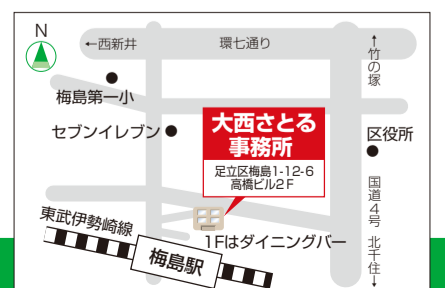 N
←西新井
環七通り
↑竹の塚
梅島第一小
セブンイレブン
大西さとる
事務所
足立区梅島1-12-6
高橋ビル2F
区役所
国道4号 北千住↓
東武伊勢崎線
1Fはダイニングバー
梅島駅